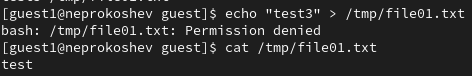 [guest1@neprokoshev guest]$ echo "test3" > /tmp/file01.txt
bash: /tmp/file01.txt: Permission denied
[guest1@neprokoshev guest]$ cat /tmp/file01.txt
test